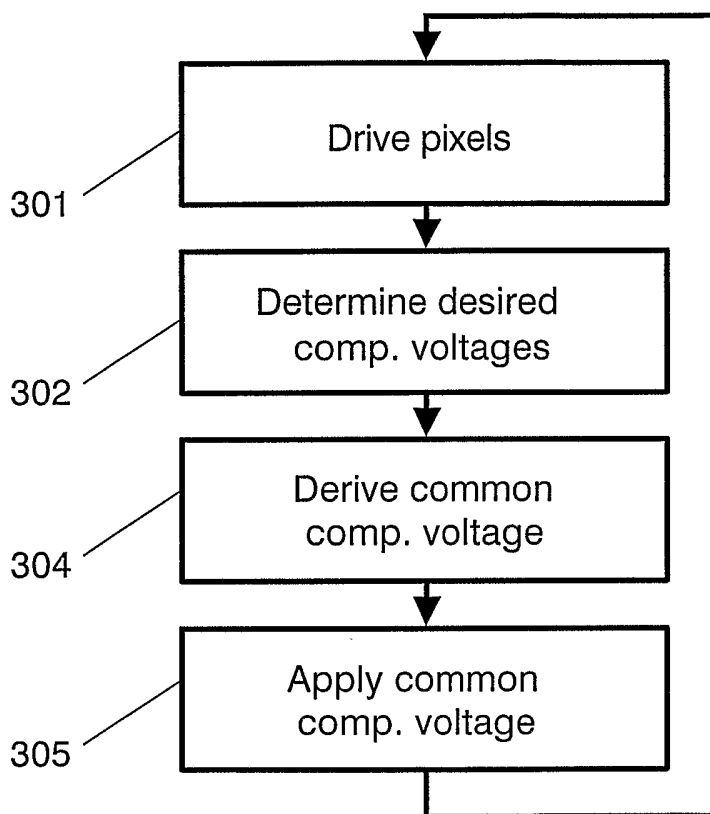 Drive pixels
301
Determine desired
comp. voltages
302
Derive common
comp. voltage
304
Apply common
comp. voltage
305